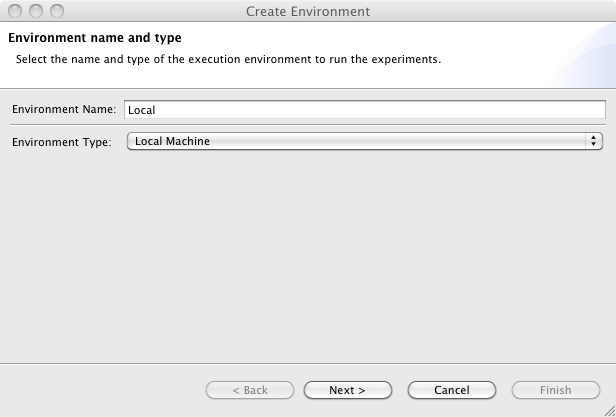 Create Environment
Environment name and type
Select the name and type of the execution environment to run the experiments.
Environment Name: Local
Environment Type: Local Machine
< Back Next > Cancel Finish